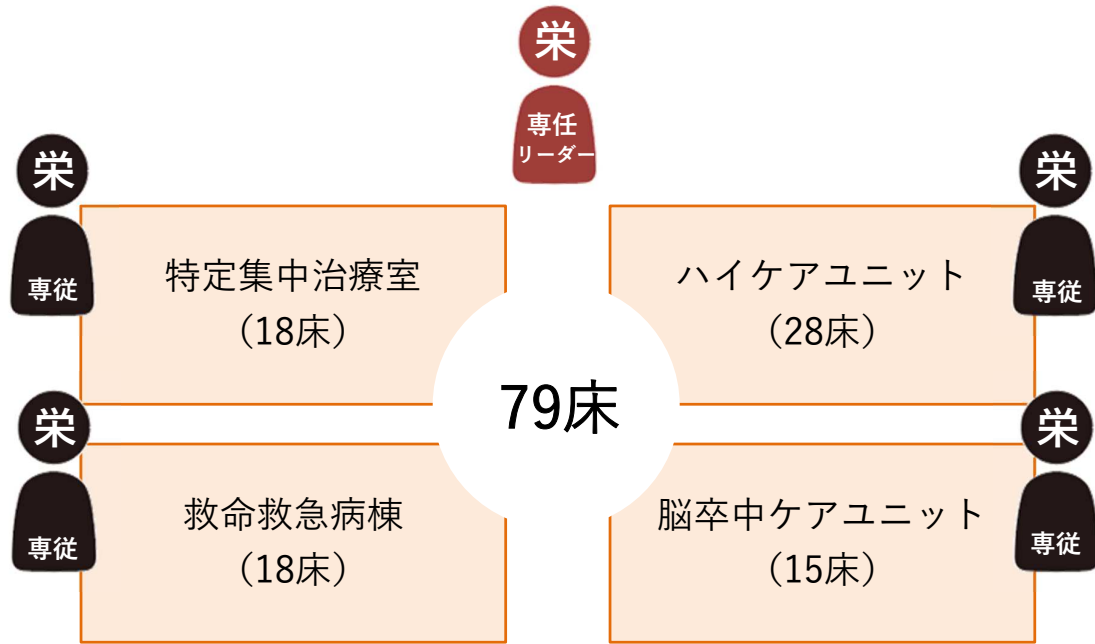 栄
専任
リーダー
栄
専従
特定集中治療室
（18床）
栄
専従
ハイケアユニット
（28床）
79床
栄
専従
救命救急病棟
（18床）
栄
専従
脳卒中ケアユニット
（15床）